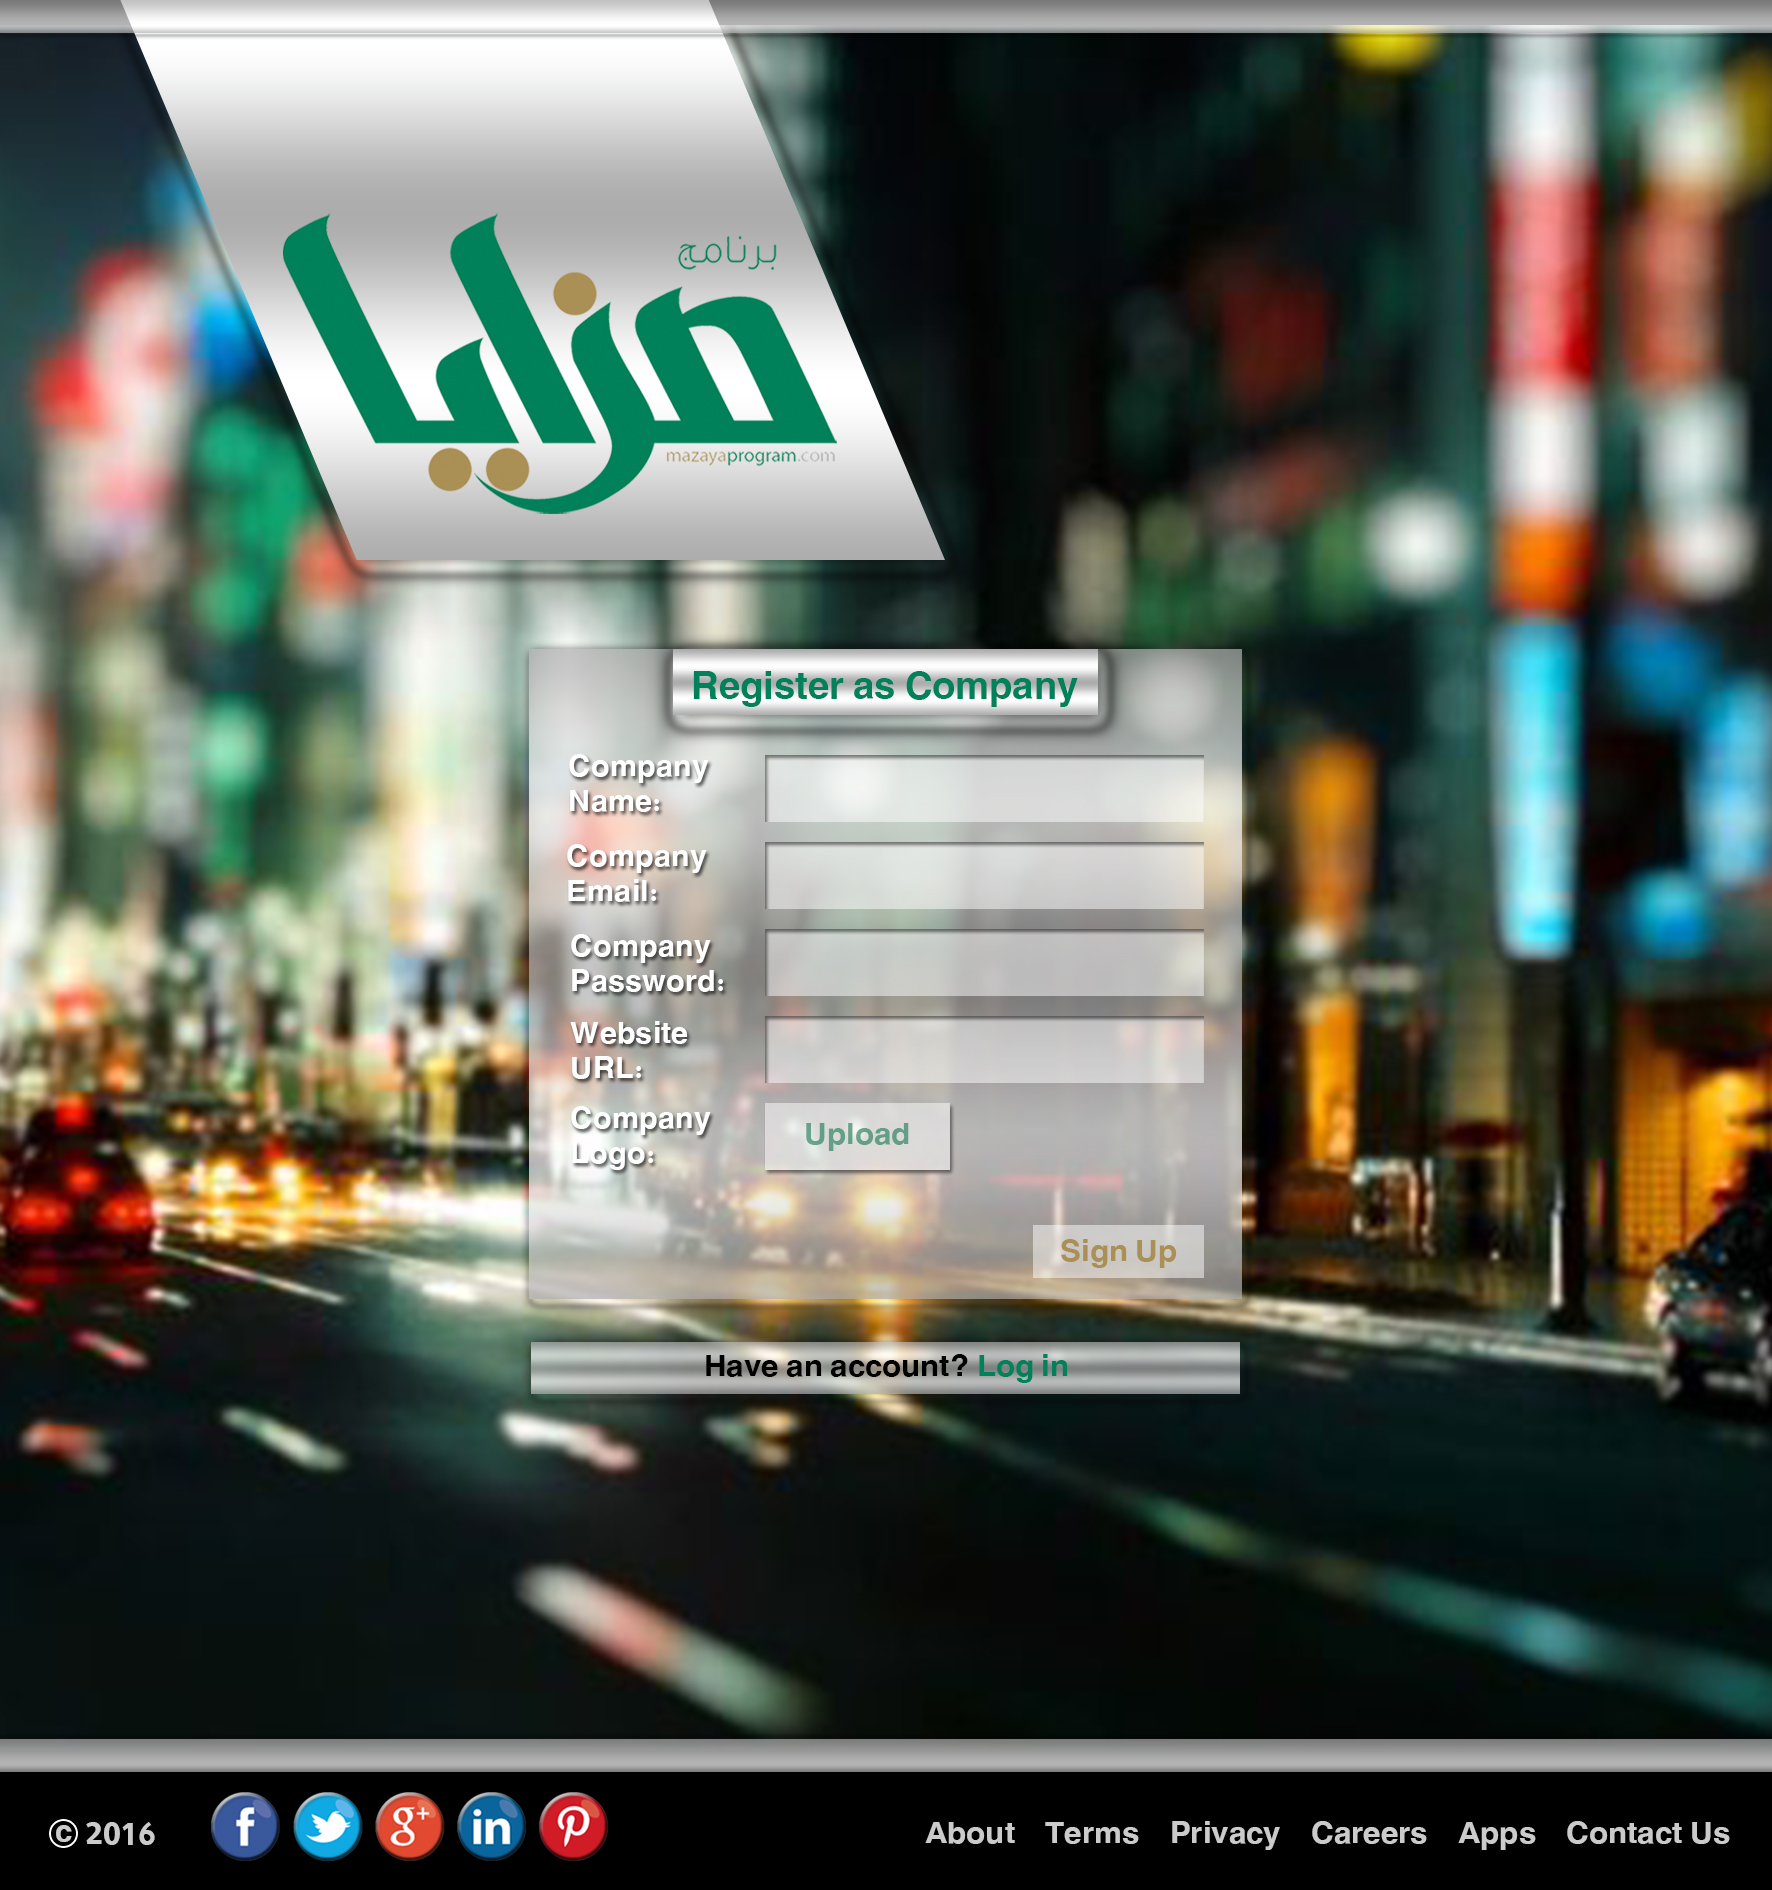 برنامج
مزايا
mazayaprogram.com
Register as Company
Company
Name:
Company
Email:
Company
Password:
Website
URL:
Company
Logo:
Upload
Sign Up
Have an account? Log in
© 2016
f
g+
in
P
About Terms Privacy Careers Apps Contact Us